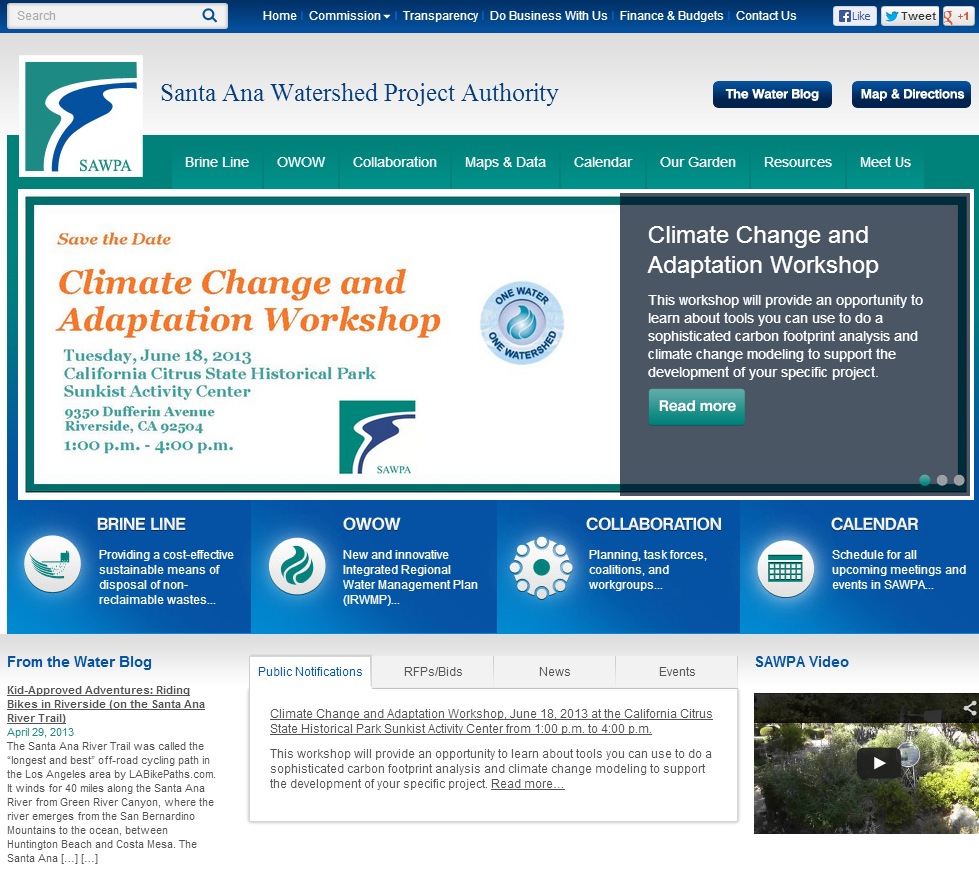 Search
Home Commission Transparency Do Business With Us Finance & Budgets Contact Us
Like Tweet +1
SAWPA
Santa Ana Watershed Project Authority
The Water Blog Map & Directions
Brine Line OWOW Collaboration Maps & Data Calendar Our Garden Resources Meet Us
Save the Date
Climate Change and
Adaptation Workshop
Tuesday, June 18, 2013
California Citrus State Historical Park
Sunkist Activity Center
9350 Dufferin Avenue
Riverside, CA 92504
1:00 p.m. - 4:00 p.m.
ONE WATER
ONE WATERSHED
SAWPA
Climate Change and
Adaptation Workshop
This workshop will provide an opportunity to
learn about tools you can use to do a
sophisticated carbon footprint analysis and
climate change modeling to support the
development of your specific project.
Read more
BRINE LINE
Providing a cost-effective
sustainable means of
disposal of non-
reclaimable wastes...
OWOW
New and innovative
Integrated Regional
Water Management Plan
(IRWMP)...
COLLABORATION
Planning, task forces,
coalitions, and
workgroups...
CALENDAR
Schedule for all
upcoming meetings and
events in SAWPA...
From the Water Blog
Kid-Approved Adventures: Riding
Bikes in Riverside (on the Santa Ana
River Trail)
April 29, 2013
The Santa Ana River Trail was called the
“longest and best” off-road cycling path in
the Los Angeles area by LABikePaths.com.
It winds for 40 miles along the Santa Ana
River from Green River Canyon, where the
river emerges from the San Bernardino
Mountains to the ocean, between
Huntington Beach and Costa Mesa. The
Santa Ana [...] [...]
Public Notifications RFPs/Bids News Events
Climate Change and Adaptation Workshop, June 18, 2013 at the California Citrus
State Historical Park Sunkist Activity Center from 1:00 p.m. to 4:00 p.m.
This workshop will provide an opportunity to learn about tools you can use to do a
sophisticated carbon footprint analysis and climate change modeling to support
the development of your specific project. Read more...
SAWPA Video